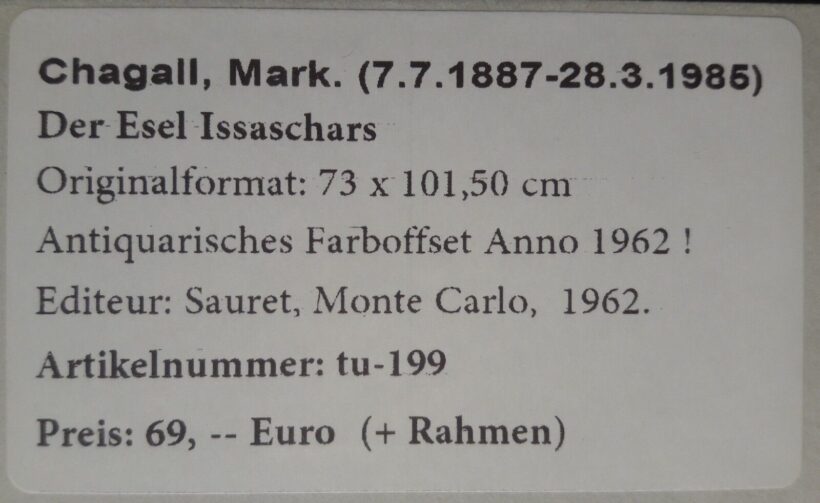 Chagall, Mark. (7.7.1887-28.3.1985)
Der Esel Issaschars
Originalformat: 73 x 101,50 cm
Antiquarisches Farboffset Anno 1962 !
Editeur: Sauret, Monte Carlo, 1962.
Artikelnummer: tu-199
Preis: 69, -- Euro (+ Rahmen)